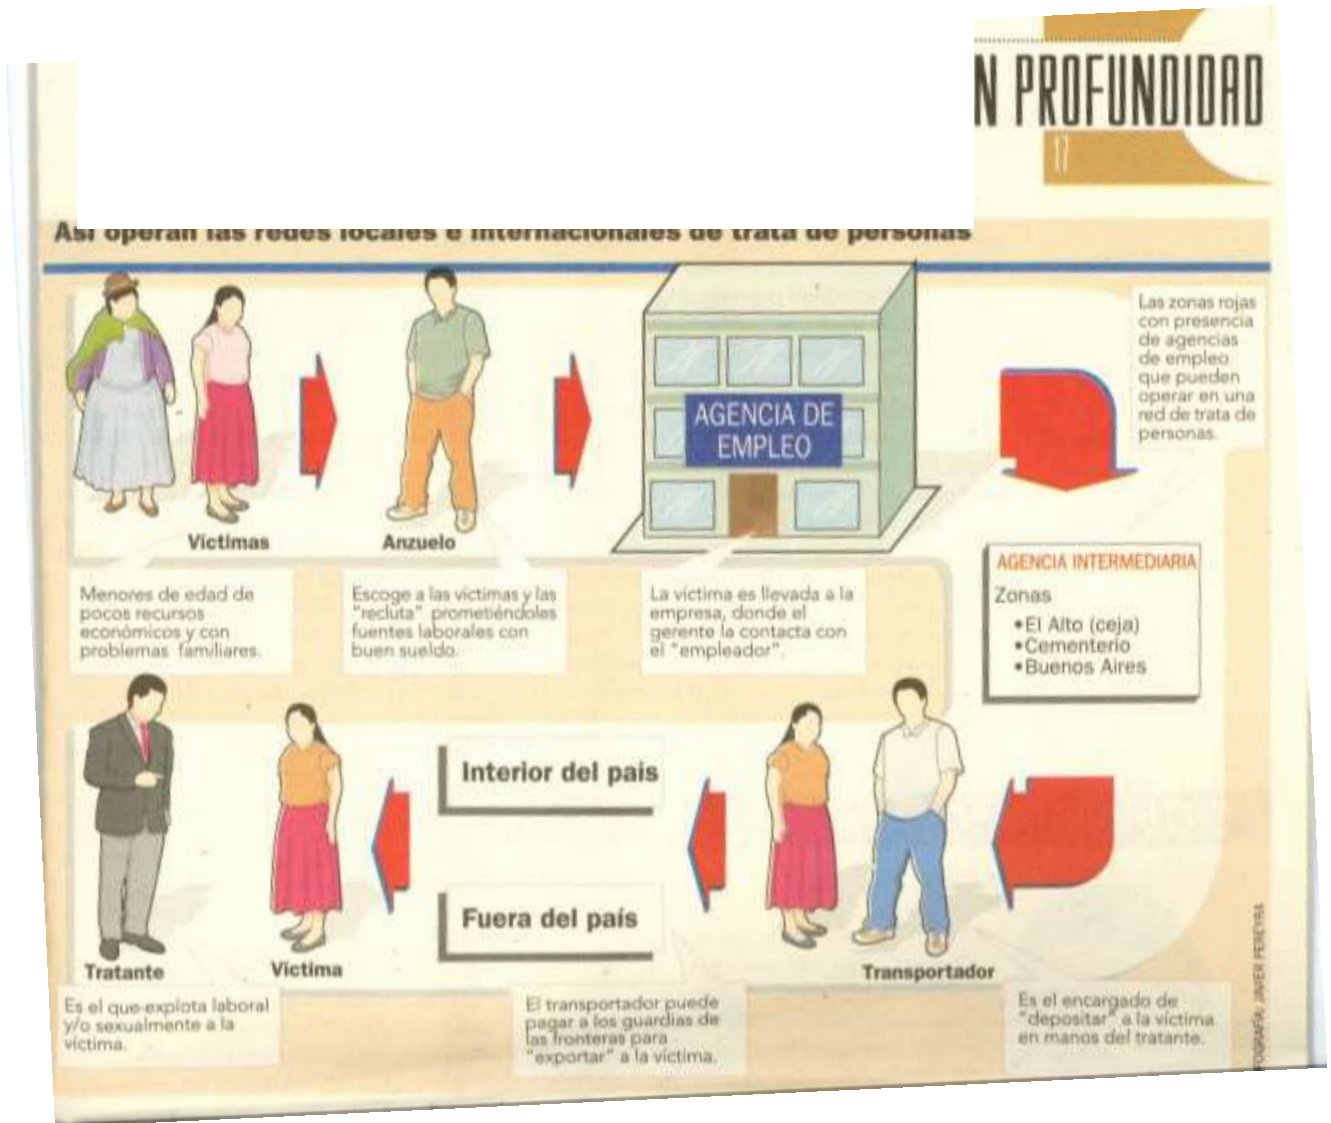 N PROFUNDIDAD
17
Así operan las redes locales e internacionales de trata de personas
Las zonas rojas
con presencia
de agencias
de empleo
que pueden
operar en una
red de trata de
personas.
AGENCIA DE
EMPLEO
Víctimas
Anzuelo
Menores de edad de
pocos recursos
económicos y con
problemas familiares.
Escoge a las víctimas y las
"recluta" prometiéndoles
fuentes laborales con
buen sueldo.
La víctima es llevada a la
empresa, donde el
gerente la contacta con
el "empleador".
AGENCIA INTERMEDIARIA
Zonas
•El Alto (ceja)
•Cementerio
•Buenos Aires
Interior del pais
Fuera del país
Tratante
Víctima
Transportador
Es el que explota laboral
y/o sexualmente a la
víctima.
El transportador puede
pagar a los guardias de
las fronteras para
"exportar" a la víctima.
Es el encargado de
"depositar" a la víctima
en manos del tratante.
FOGRAFÍA: JAVIER PEREYRA